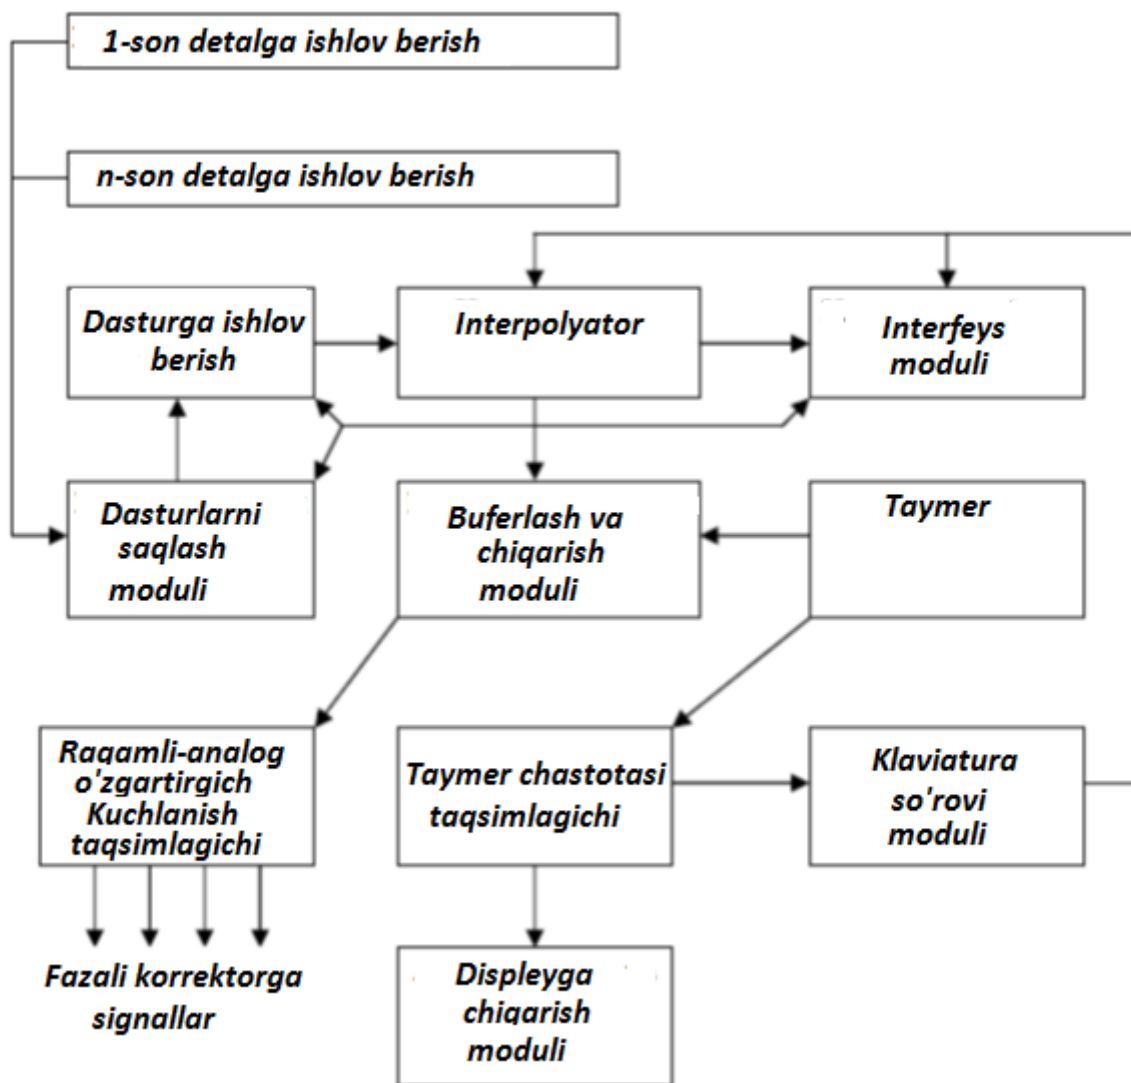 1-son detalga ishlov berish
n-son detalga ishlov berish
Dasturga ishlov
berish
Interpolyator
Interfeys
moduli
Dasturlarni
saqlash
moduli
Buferlash va
chiqarish
moduli
Taymer
Raqamli-analog
o'zgartirgich
Kuchlanish
taqsimlagichi
Taymer chastotasi
taqsimlagichi
Klaviatura
so'rovi
moduli
Fazali korrektorga
signallar
Displeyga
chiqarish
moduli